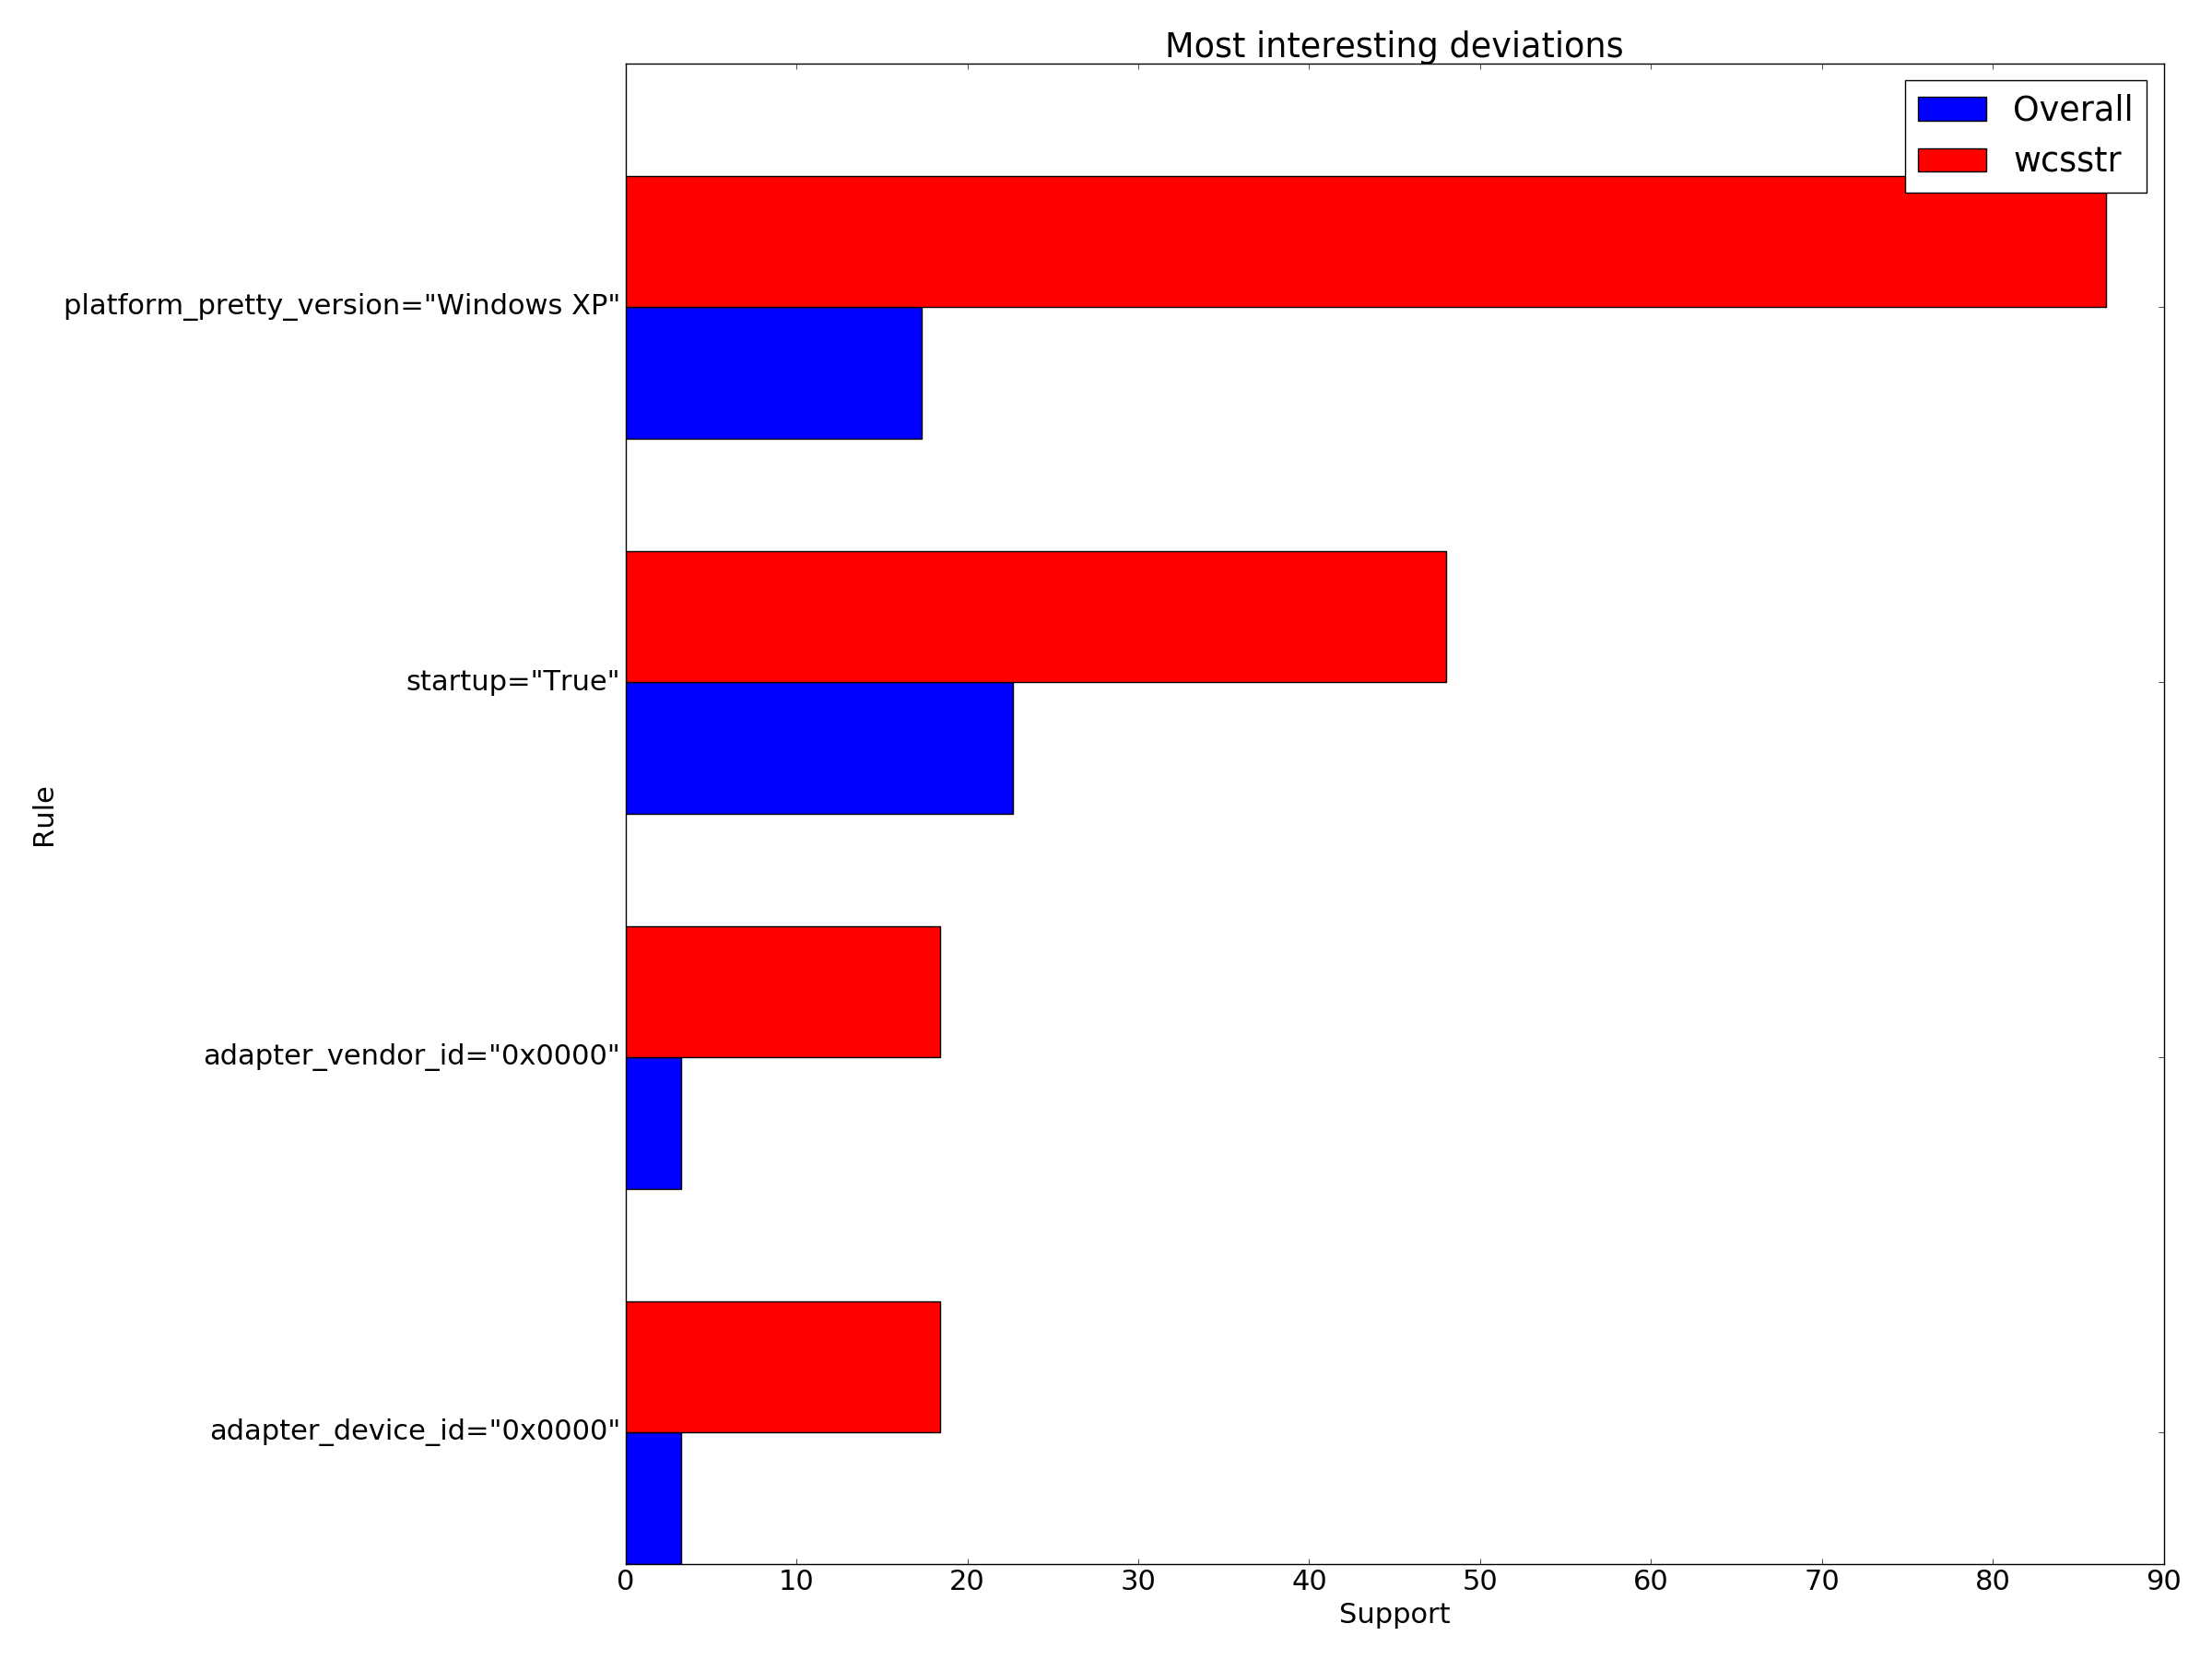 Most interesting deviations
Overall
wcsstr
platform_pretty_version="Windows XP"
startup="True"
Rule
adapter_vendor_id="0x0000"
adapter_device_id="0x0000"
0 10 20 30 40 50 60 70 80 90
Support